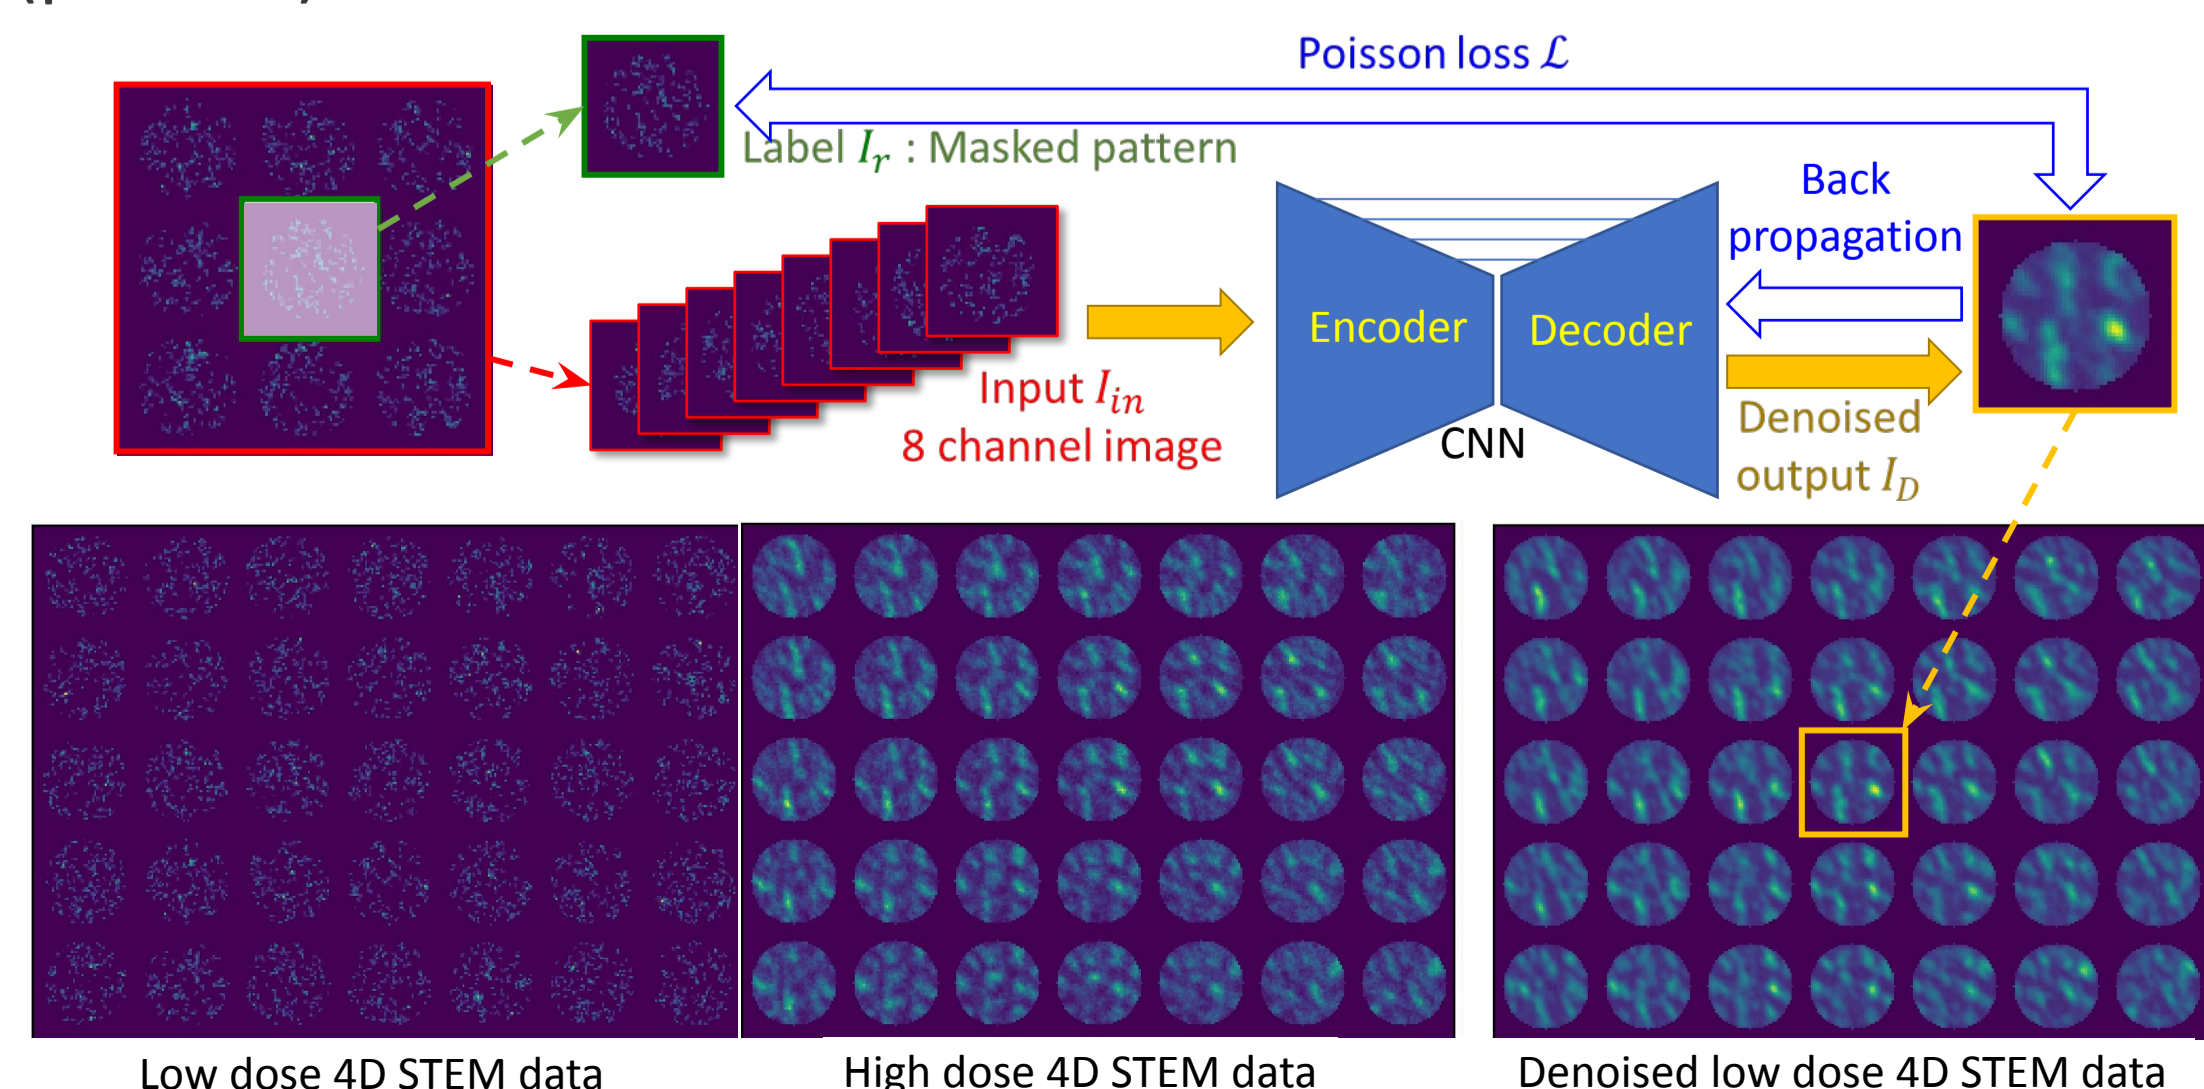 Poisson loss ℒ
Label I_r : Masked pattern
Back
propagation
Encoder
Decoder
Input I_in
8 channel image
CNN
Denoised
output I_D
Low dose 4D STEM data
High dose 4D STEM data
Denoised low dose 4D STEM data